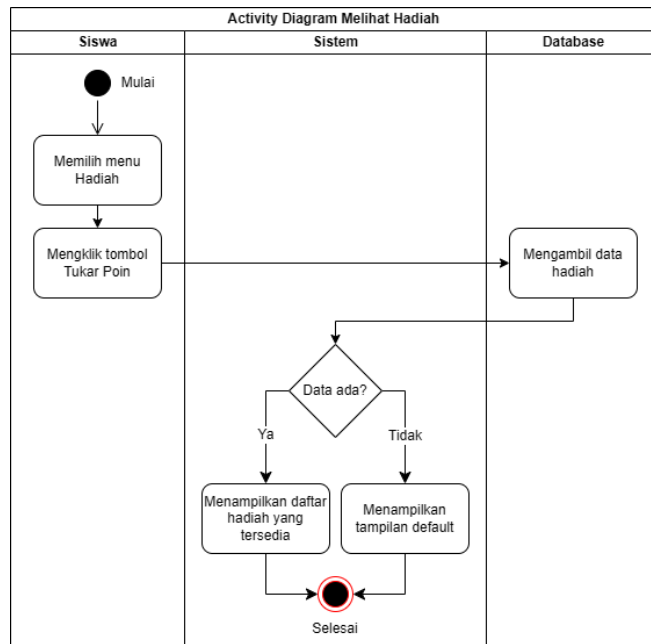 Activity Diagram Melihat Hadiah
Siswa
Sistem
Database
Mulai
Memilih menu
Hadiah
Mengklik tombol
Tukar Poin
Mengambil data
hadiah
Data ada?
Ya
Tidak
Menampilkan daftar
hadiah yang
tersedia
Menampilkan
tampilan default
Selesai